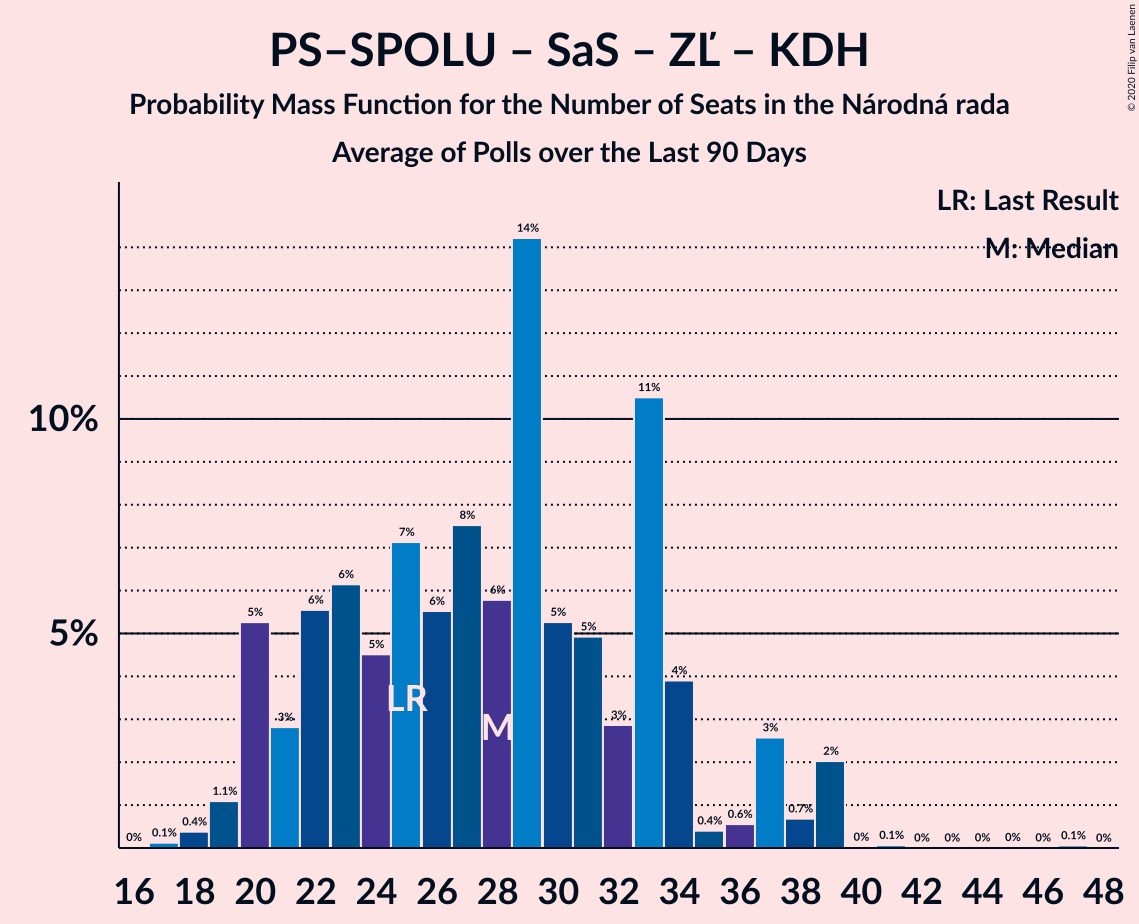 PS–SPOLU – SaS – ZĽ – KDH
Probability Mass Function for the Number of Seats in the Národná rada
Average of Polls over the Last 90 Days
© 2020 Filip van Laenen
LR: Last Result
M: Median
10%
5%
0% 0.1% 0.4% 1.1% 5% 3% 6% 6% 5% 7% 6% 8% 6% 14% 5% 5% 3% 11% 4% 0.4% 0.6% 3% 0.7% 2% 0% 0.1% 0% 0% 0% 0% 0% 0.1% 0%
LR
M
16 18 20 22 24 26 28 30 32 34 36 38 40 42 44 46 48